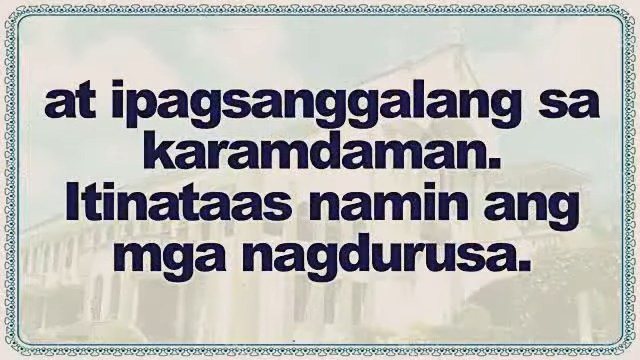 at ipagsanggalang sa
karamdaman.
Itinataas namin ang
mga nagdurusa.